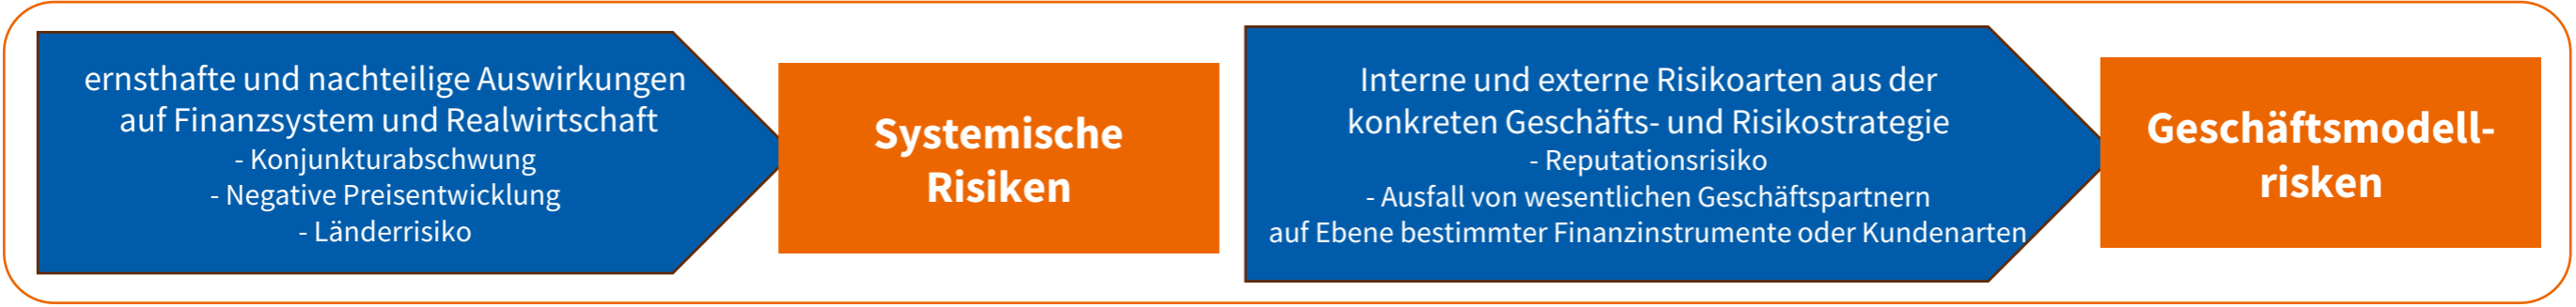 ernsthafte und nachteilige Auswirkungen
auf Finanzsystem und Realwirtschaft
- Konjunkturabschwung
- Negative Preisentwicklung
- Länderrisiko
Systemische
Risiken
Interne und externe Risikoarten aus der
konkreten Geschäfts- und Risikostrategie
- Reputationsrisiko
- Ausfall von wesentlichen Geschäftspartnern
auf Ebene bestimmter Finanzinstrumente oder Kundenarten
Geschäftsmodell-
risken